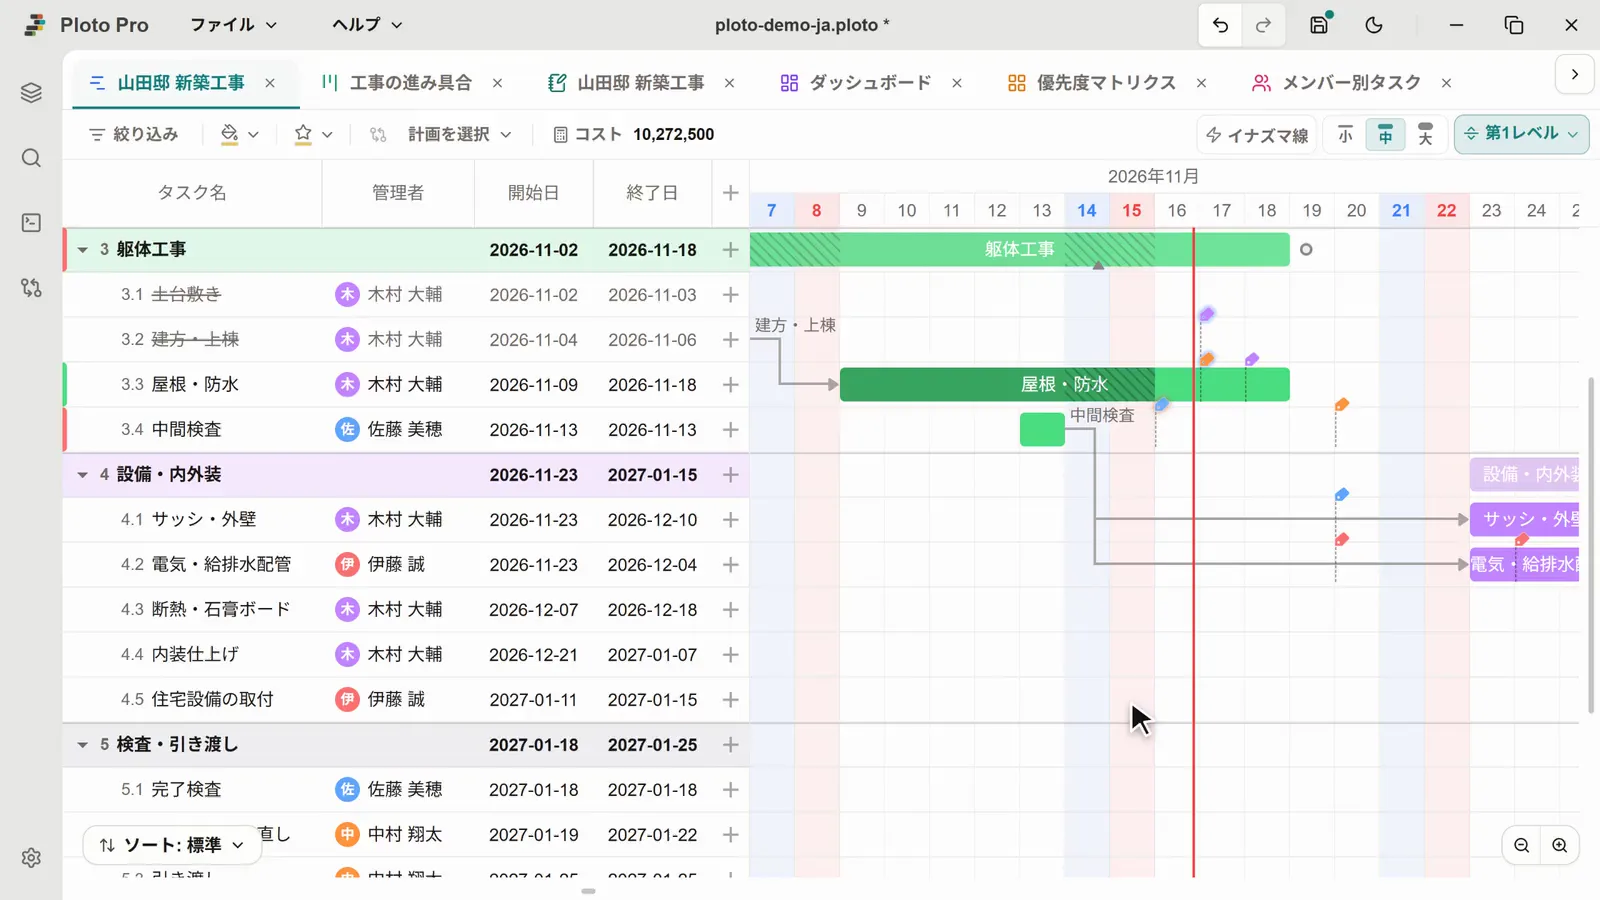 Ploto Pro ファイル ヘルプ ploto-demo-ja.ploto *
山田邸 新築工事 工事の進み具合 山田邸 新築工事 ダッシュボード 優先度マトリクス メンバー別タスク
絞り込み 計画を選択 コスト 10,272,500 イナズマ線 小 中 大 第1レベル
タスク名 管理者 開始日 終了日
2026年11月
7 8 9 10 11 12 13 14 15 16 17 18 19 20 21 22 23 24
3 躯体工事 2026-11-02 2026-11-18 躯体工事
3.1 土台敷き 木 木村 大輔 2026-11-02 2026-11-03
3.2 建方・上棟 木 木村 大輔 2026-11-04 2026-11-06 建方・上棟
3.3 屋根・防水 木 木村 大輔 2026-11-09 2026-11-18 屋根・防水
3.4 中間検査 佐 佐藤 美穂 2026-11-13 2026-11-13 中間検査
4 設備・内外装 2026-11-23 2027-01-15 設備・内外装
4.1 サッシ・外壁 木 木村 大輔 2026-11-23 2026-12-10 サッシ・外壁
4.2 電気・給排水配管 伊 伊藤 誠 2026-11-23 2026-12-04 電気・給排水
4.3 断熱・石膏ボード 木 木村 大輔 2026-12-07 2026-12-18
4.4 内装仕上げ 木 木村 大輔 2026-12-21 2027-01-07
4.5 住宅設備の取付 伊 伊藤 誠 2027-01-11 2027-01-15
5 検査・引き渡し 2027-01-18 2027-01-25
5.1 完了検査 佐 佐藤 美穂 2027-01-18 2027-01-18
直し 中 中村 翔太 2027-01-19 2027-01-22
ソート: 標準